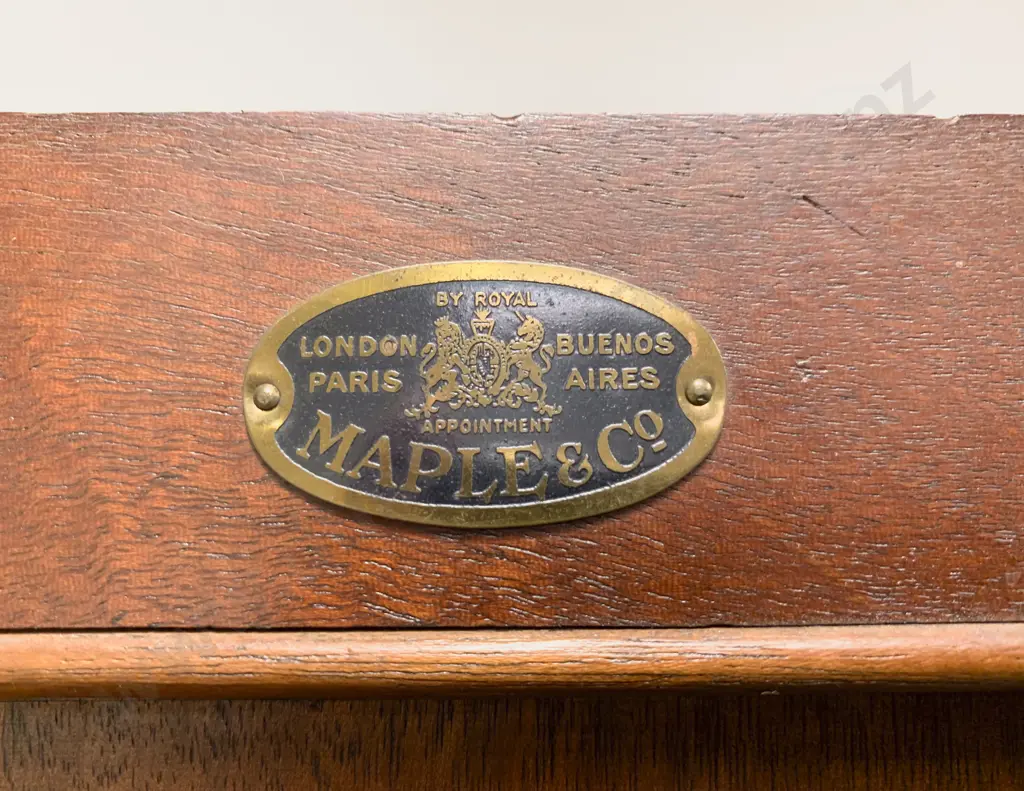 BY ROYAL
LONDON BUENOS
PARIS AIRES
APPOINTMENT
MAPLE & Cº